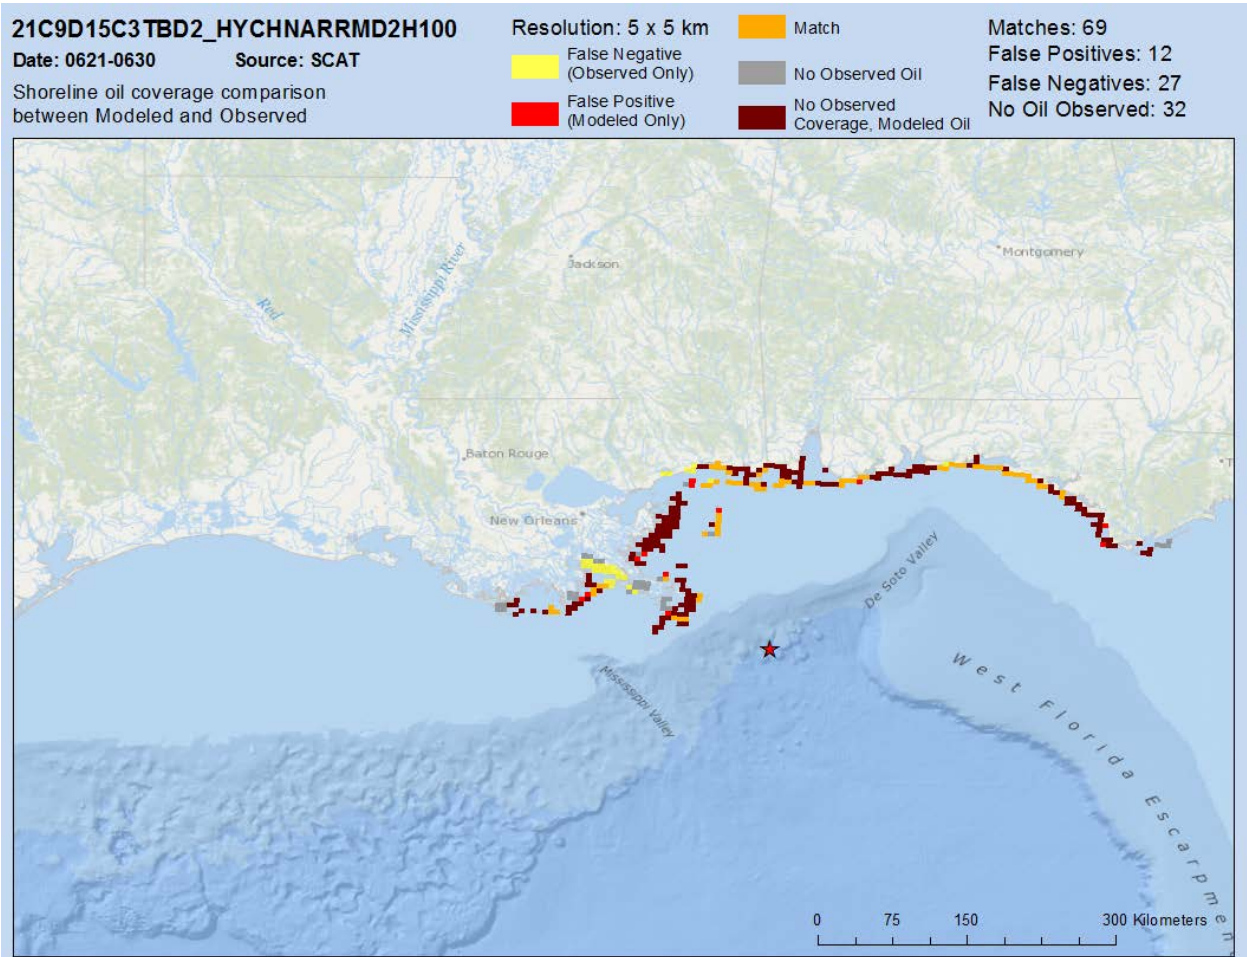 21C9D15C3TBD2_HYCHNARRMD2H100
Date: 0621-0630 Source: SCAT
Shoreline oil coverage comparison
between Modeled and Observed
Resolution: 5 x 5 km
False Negative
(Observed Only)
False Positive
(Modeled Only)
Match
No Observed Oil
No Observed
Coverage, Modeled Oil
Matches: 69
False Positives: 12
False Negatives: 27
No Oil Observed: 32
Montgomery
Jackson
Mississippi River
Red
Baton Rouge
T
New Orleans
De Soto Valley
Mississippi Valley
West Florida Escarpmen
0 75 150 300 Kilometers